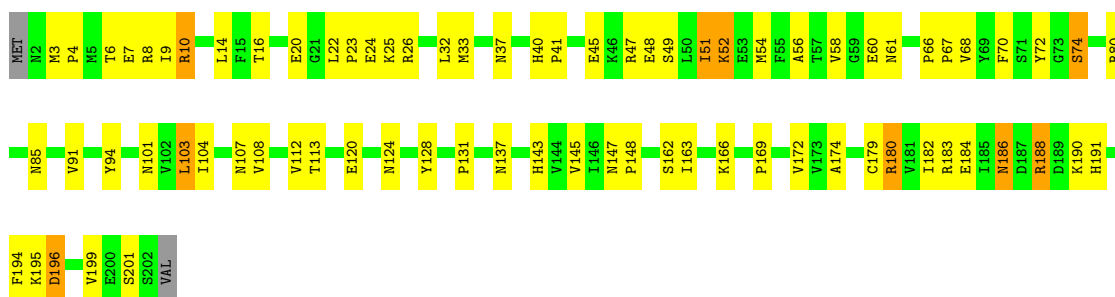 MET N2 M3 P4 M5 T6 E7 R8 I9 R10 L14 F15 T16 E20 G21 L22 P23 E24 K25 R26 L32 M33 N37 H40 P41 E45 K46 R47 E48 S49 L50 I51 K52 E53 M54 F55 A56 T57 V58 G59 E60 N61 P66 P67 V68 Y69 F70 S71 Y72 G73 S74
N85 V91 Y94 N101 V102 L103 I104 N107 V108 V112 T113 E120 N124 Y128 P131 N137 H143 V144 V145 I146 N147 P148 S162 I163 K166 P169 V172 V173 A174 C179 R180 V181 I182 R183 E184 I185 N186 D187 R188 D189 K190 H191
F194 K195 D196 V199 E200 S201 S202 VAL